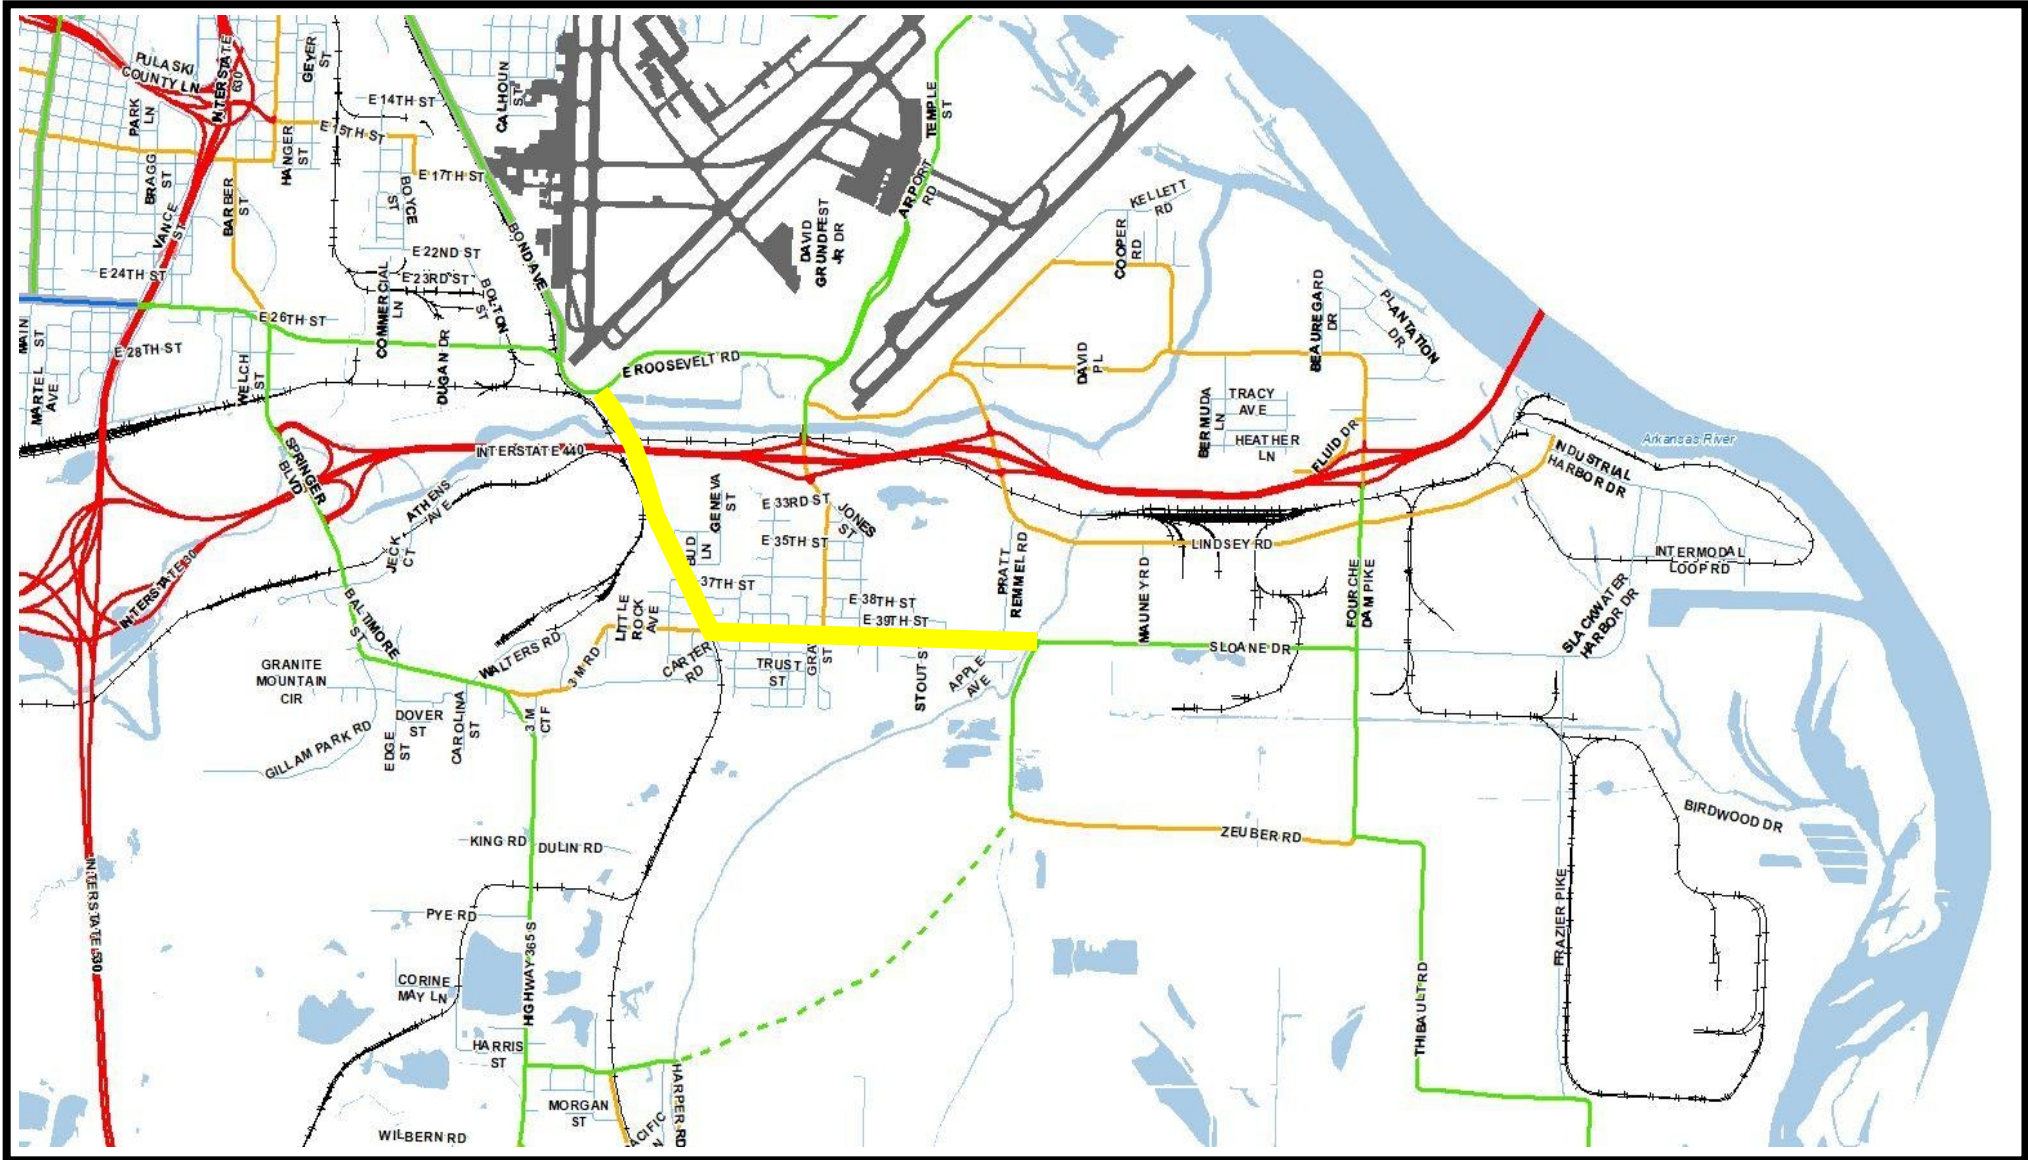 PULASKI
COUNTY LN
INTERSTATE
630
GEYER
ST
PARK
LN
E 14TH ST
CALHOUN
ST
E 15TH ST
HANGER
ST
TEMPLE
ST
BRAGG
ST
BARBER
ST
E 17TH ST
BOYCE
ST
VANCE
ST
AIRPORT
RD
KELLETT
RD
COOPER
RD
DAVID
GRUNDFEST
JR DR
BOND AVE
E 22ND ST
E 23RD ST
E 24TH ST
COMMERCIAL
LN
BOLTON
ST
E 26TH ST
MAIN
ST
E 28TH ST
DUGAN DR
WELCH
ST
MARTEL
AVE
E ROOSEVELT RD
DAVID
PL
BEAUREGARD
DR
PLANTATION
DR
BERMUDA
LN
TRACY
AVE
HEATHER
LN
FLUID DR
Arkansas River
INDUSTRIAL
HARBOR DR
INTERSTATE 440
SPRINGER
BLVD
ATHENS
AVE
GENEVA
ST
E 33RD ST
JONES
ST
E 35TH ST
BUD
LN
JECK
CT
37TH ST
E 38TH ST
E 39TH ST
PRATT
REMMEL RD
LINDSEY RD
MAUNEY RD
FOURCHE
DAM PIKE
INTERMODAL
LOOP RD
SLACKWATER
HARBOR DR
INTERSTATE 30
BALTIMORE
ST
LITTLE
ROCK
AVE
WALTERS RD
3 M RD
CARTER
RD
TRUST
ST
ST
STOUT S
APPLE
AVE
SLOANE DR
GRANITE
MOUNTAIN
CIR
DOVER
ST
CAROLINA
ST
3 M
CT F
EDGE
ST
GILLAM PARK RD
KING RD
DULIN RD
ZEUBER RD
BIRDWOOD DR
INTERSTATE 530
PYE RD
HIGHWAY 365 S
FRAZIER PIKE
CORINE
MAY LN
THIBAULT RD
HARRIS
ST
MORGAN
ST
HARPER RD
ACIFIC
N
WILBERN RD